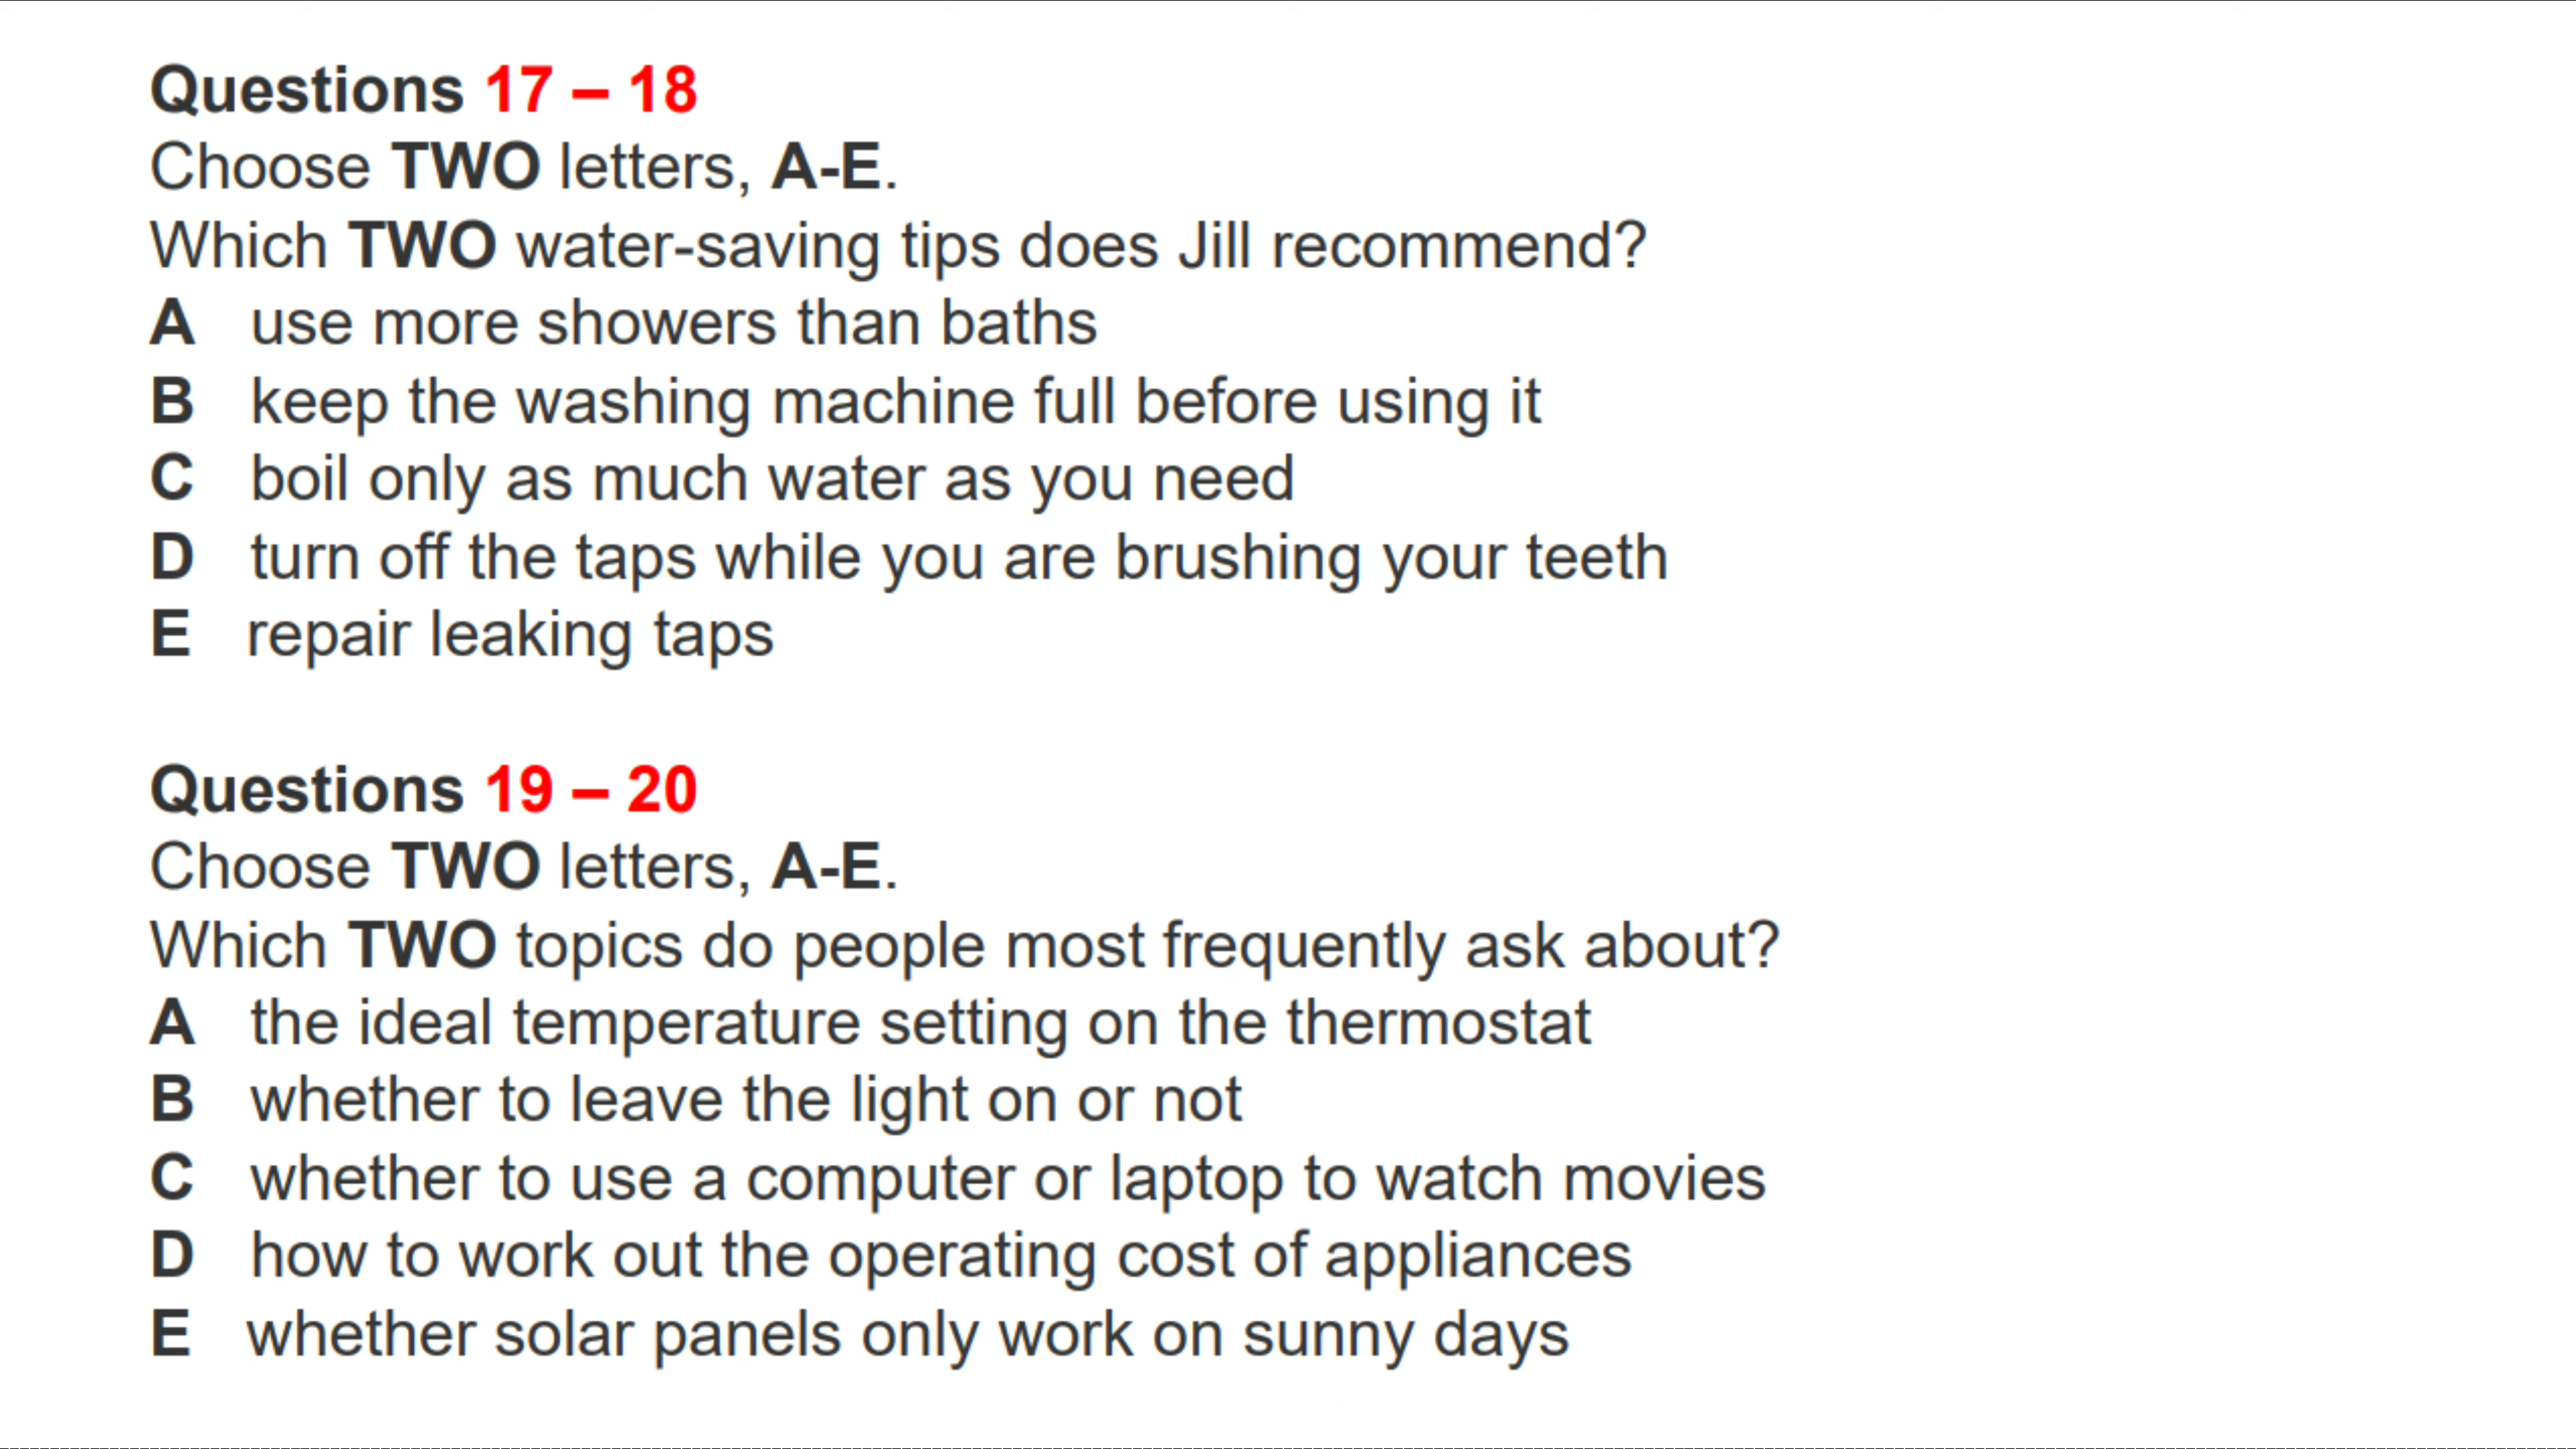 Questions 17 – 18
Choose TWO letters, A-E.
Which TWO water-saving tips does Jill recommend?
A use more showers than baths
B keep the washing machine full before using it
C boil only as much water as you need
D turn off the taps while you are brushing your teeth
E repair leaking taps
Questions 19 – 20
Choose TWO letters, A-E.
Which TWO topics do people most frequently ask about?
A the ideal temperature setting on the thermostat
B whether to leave the light on or not
C whether to use a computer or laptop to watch movies
D how to work out the operating cost of appliances
E whether solar panels only work on sunny days